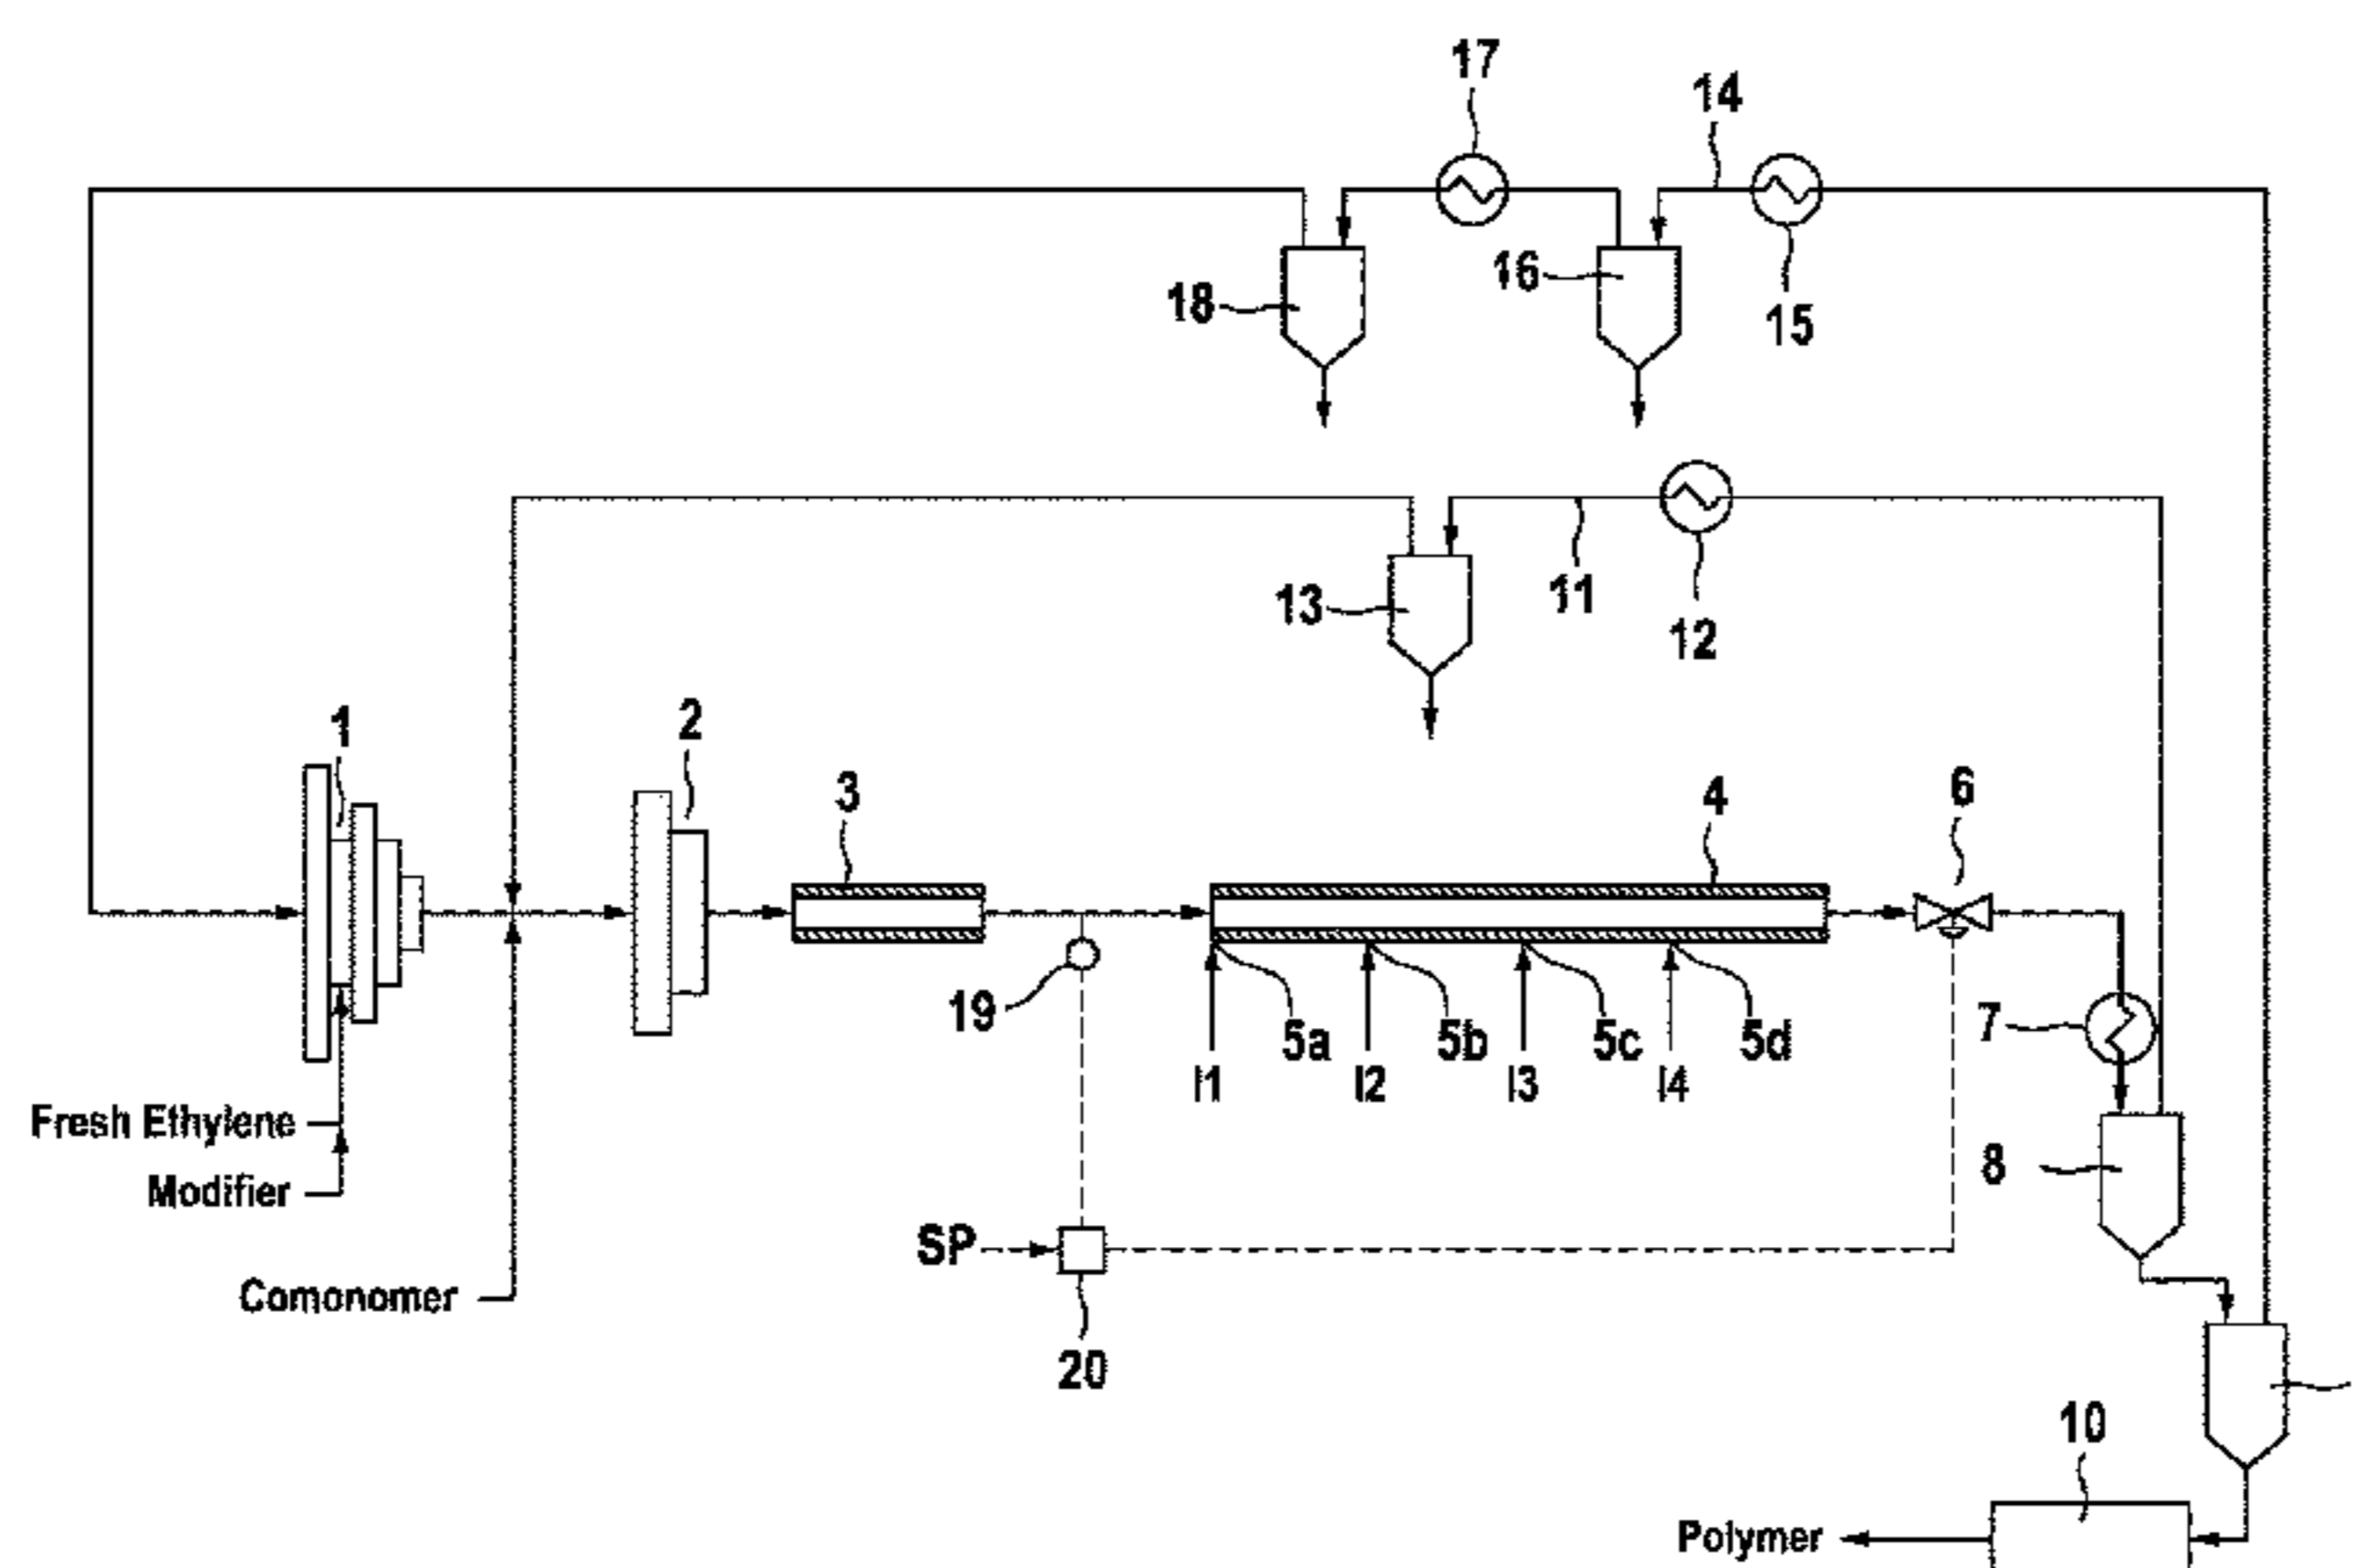 17
14
18
16
15
13
11
12
1
2
3
4
6
19
5a
5b
5c
5d
7
I1
I2
I3
I4
Fresh Ethylene
Modifier
8
SP
Comonomer
20
10
Polymer